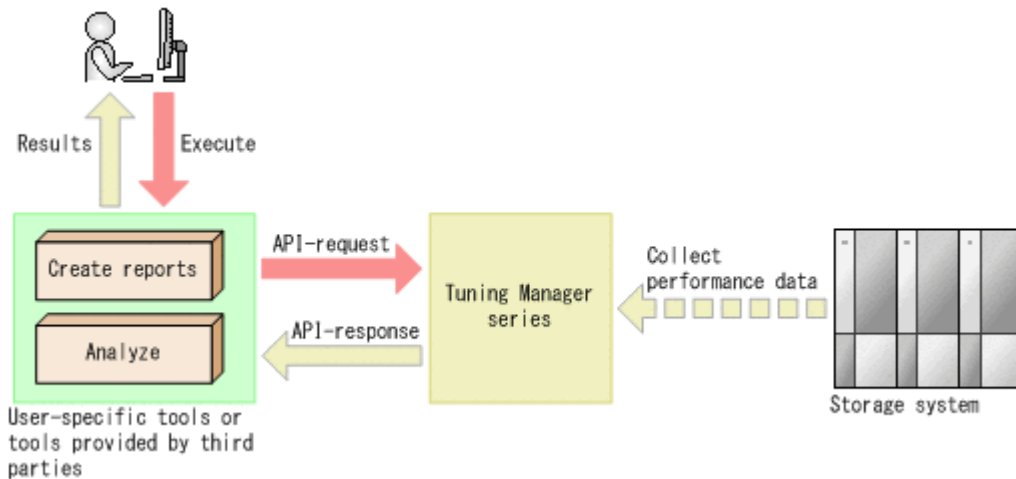 Results
Execute
Create reports
Analyze
User-specific tools or
tools provided by third
parties
API-request
API-response
Tuning Manager
series
Collect
performance data
Storage system